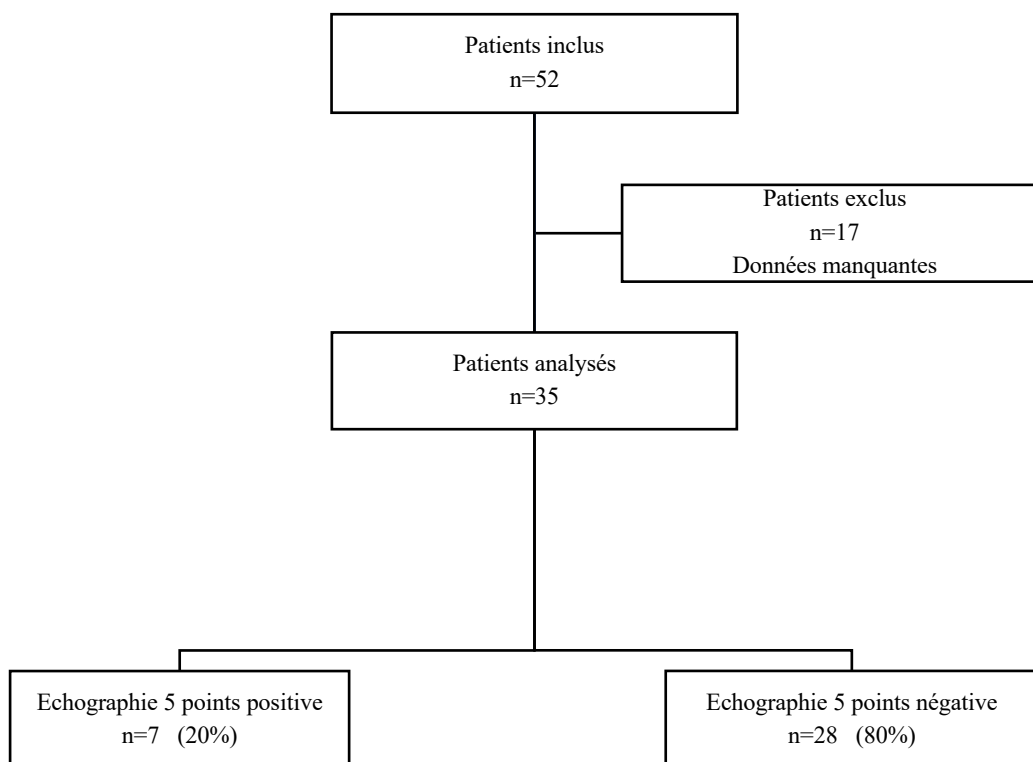 Patients inclus
n=52
Patients exclus
n=17
Données manquantes
Patients analysés
n=35
Echographie 5 points positive
n=7 (20%)
Echographie 5 points négative
n=28 (80%)